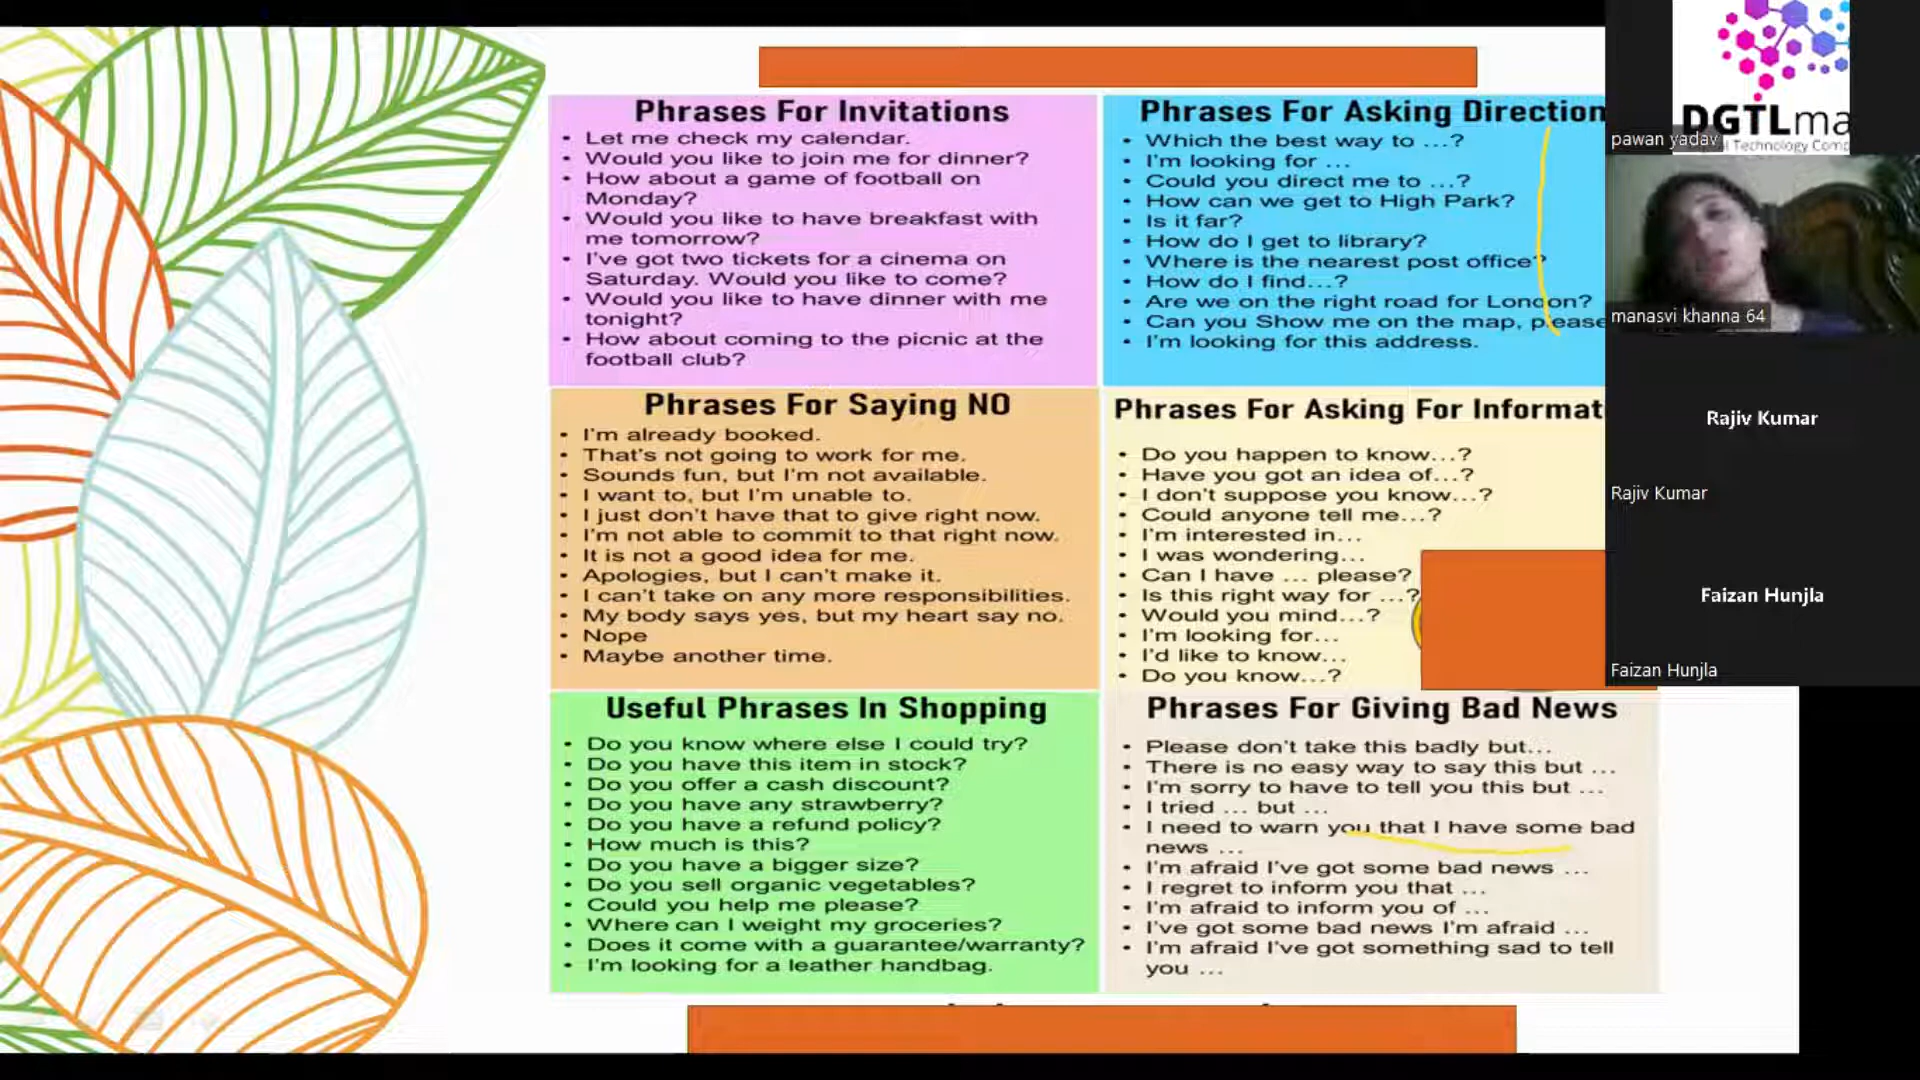 Phrases For Invitations
• Let me check my calendar.
• Would you like to join me for dinner?
• How about a game of football on
Monday?
• Would you like to have breakfast with
me tomorrow?
• I've got two tickets for a cinema on
Saturday. Would you like to come?
• Would you like to have dinner with me
tonight?
• How about coming to the picnic at the
football club?
Phrases For Asking Direction
• Which the best way to ...?
• I'm looking for ...
• Could you direct me to ...?
• How can we get to High Park?
• Is it far?
• How do I get to library?
• Where is the nearest post office?
• How do I find...?
• Are we on the right road for London?
• Can you Show me on the map, please
• I'm looking for this address.
Phrases For Saying NO
• I'm already booked.
• That's not going to work for me.
• Sounds fun, but I'm not available.
• I want to, but I'm unable to.
• I just don't have that to give right now.
• I'm not able to commit to that right now.
• It is not a good idea for me.
• Apologies, but I can't make it.
• I can't take on any more responsibilities.
• My body says yes, but my heart say no.
• Nope
• Maybe another time.
Phrases For Asking For Informat
• Do you happen to know...?
• Have you got an idea of...?
• I don't suppose you know...?
• Could anyone tell me...?
• I'm interested in...
• I was wondering...
• Can I have ... please?
• Is this right way for ...?
• Would you mind...?
• I'm looking for...
• I'd like to know...
• Do you know...?
Useful Phrases In Shopping
• Do you know where else I could try?
• Do you have this item in stock?
• Do you offer a cash discount?
• Do you have any strawberry?
• Do you have a refund policy?
• How much is this?
• Do you have a bigger size?
• Do you sell organic vegetables?
• Could you help me please?
• Where can I weight my groceries?
• Does it come with a guarantee/warranty?
• I'm looking for a leather handbag.
Phrases For Giving Bad News
• Please don't take this badly but...
• There is no easy way to say this but ...
• I'm sorry to have to tell you this but ...
• I tried ... but ...
• I need to warn you that I have some bad
news ...
• I'm afraid I've got some bad news ...
• I regret to inform you that ...
• I'm afraid to inform you of ...
• I've got some bad news I'm afraid ...
• I'm afraid I've got something sad to tell
you ...
DGTLma
pawan yadav
Technology Comp
manasvi khanna 64
Rajiv Kumar
Rajiv Kumar
Faizan Hunjla
Faizan Hunjla